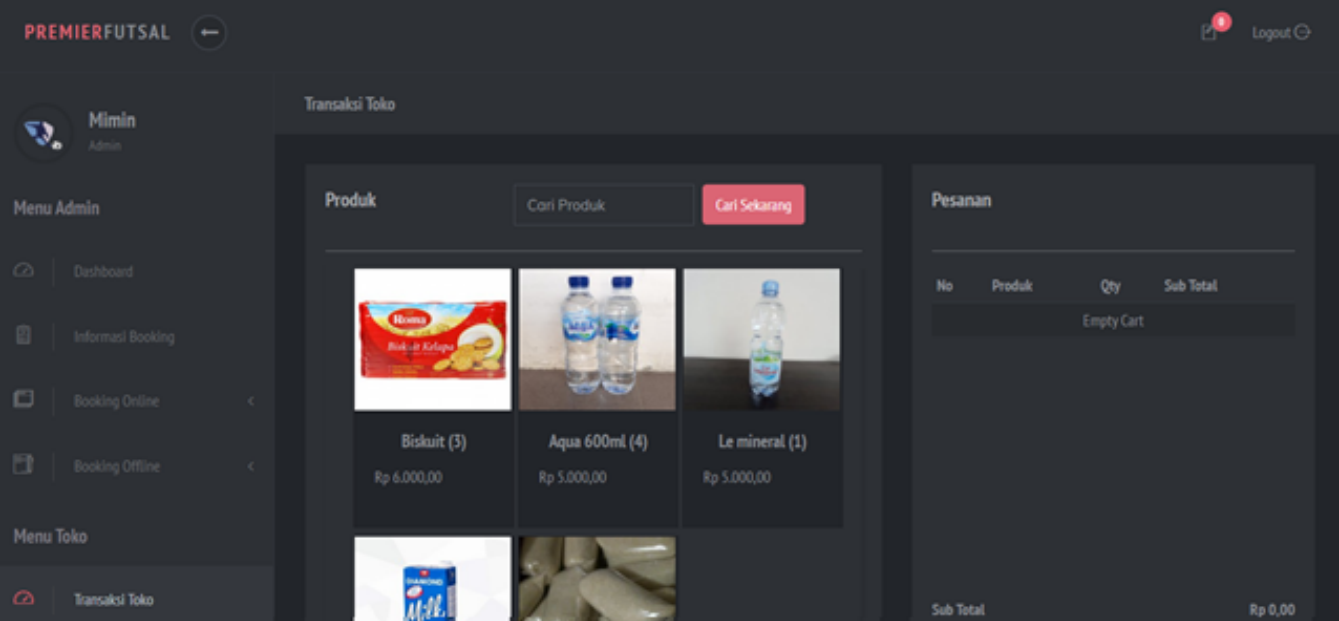 PREMIERFUTSAL
0
Logout
Mimin
Admin
Menu Admin
Dashboard
Informasi Booking
Booking Online
Booking Offline
Menu Toko
Transaksi Toko
Transaksi Toko
Produk
Cari Produk
Cari Sekarang
Roma
Biskuit Kelapa
AQUA
Biskuit (3)
Aqua 600ml (4)
Le mineral (1)
Rp 6.000,00
Rp 5.000,00
Rp 5.000,00
DIAMOND
Milk
Pesanan
No Produk Qty Sub Total
Empty Cart
Sub Total Rp 0,00